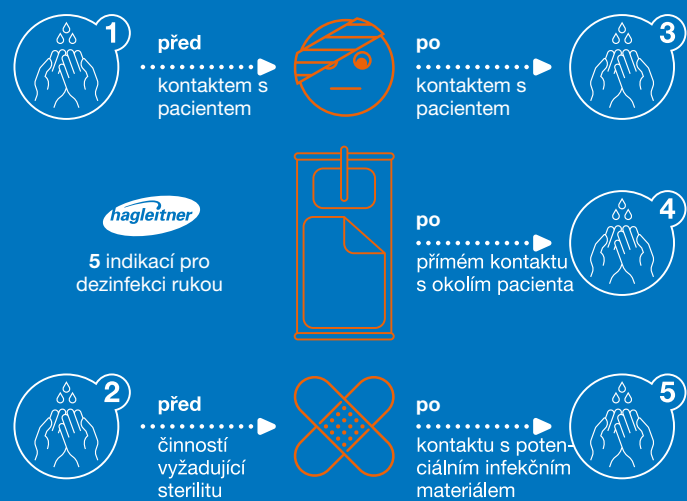 1
před
kontaktem s
pacientem
po
kontaktem s
pacientem
3
hagleitner
5 indikací pro
dezinfekci rukou
po
přímém kontaktu
s okolím pacienta
4
2
před
činností
vyžadující
sterilitu
po
kontaktu s poten-
ciálním infekčním
materiálem
5